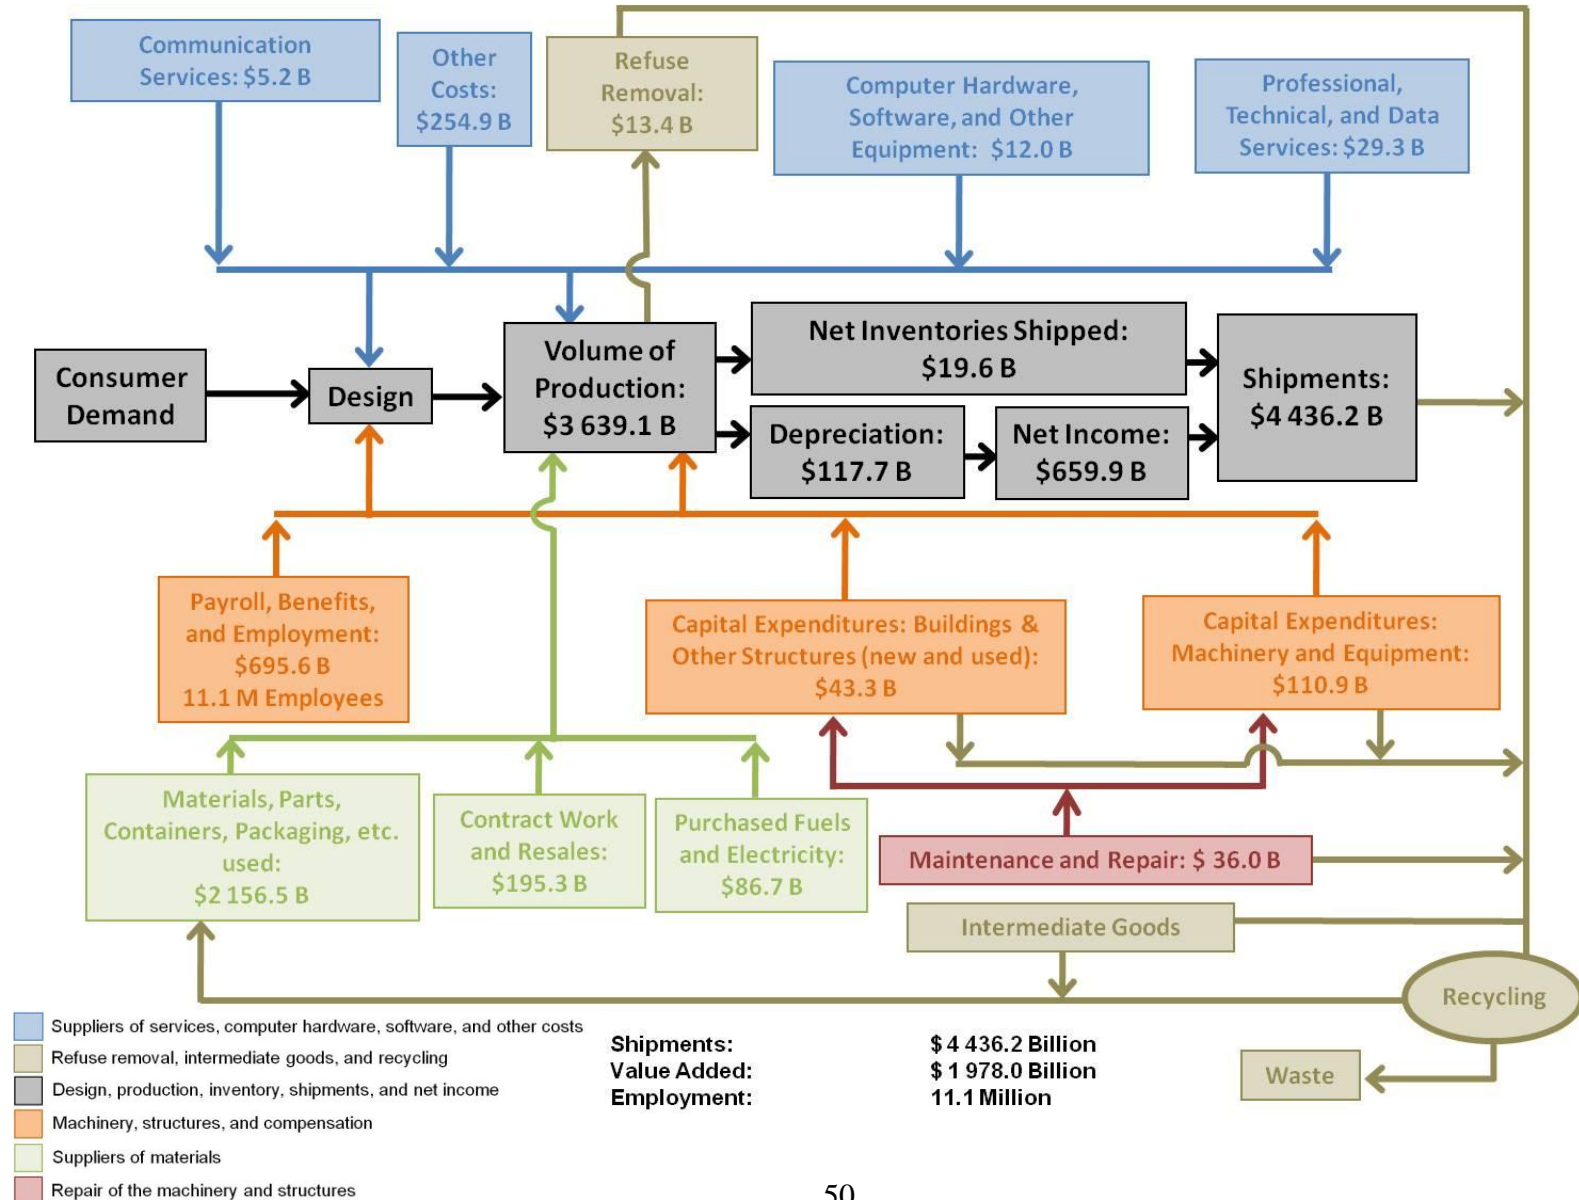 Communication
Services: $5.2 B
Other
Costs:
$254.9 B
Refuse
Removal:
$13.4 B
Computer Hardware,
Software, and Other
Equipment: $12.0 B
Professional,
Technical, and Data
Services: $29.3 B
Consumer
Demand
Design
Volume of
Production:
$3 639.1 B
Net Inventories Shipped:
$19.6 B
Depreciation:
$117.7 B
Net Income:
$659.9 B
Shipments:
$4 436.2 B
Payroll, Benefits,
and Employment:
$695.6 B
11.1 M Employees
Capital Expenditures: Buildings &
Other Structures (new and used):
$43.3 B
Capital Expenditures:
Machinery and Equipment:
$110.9 B
Materials, Parts,
Containers, Packaging, etc.
used:
$2 156.5 B
Contract Work
and Resales:
$195.3 B
Purchased Fuels
and Electricity:
$86.7 B
Maintenance and Repair: $ 36.0 B
Intermediate Goods
Recycling
Waste
Suppliers of services, computer hardware, software, and other costs
Refuse removal, intermediate goods, and recycling
Design, production, inventory, shipments, and net income
Machinery, structures, and compensation
Suppliers of materials
Repair of the machinery and structures
Shipments: $ 4 436.2 Billion
Value Added: $ 1 978.0 Billion
Employment: 11.1 Million
50